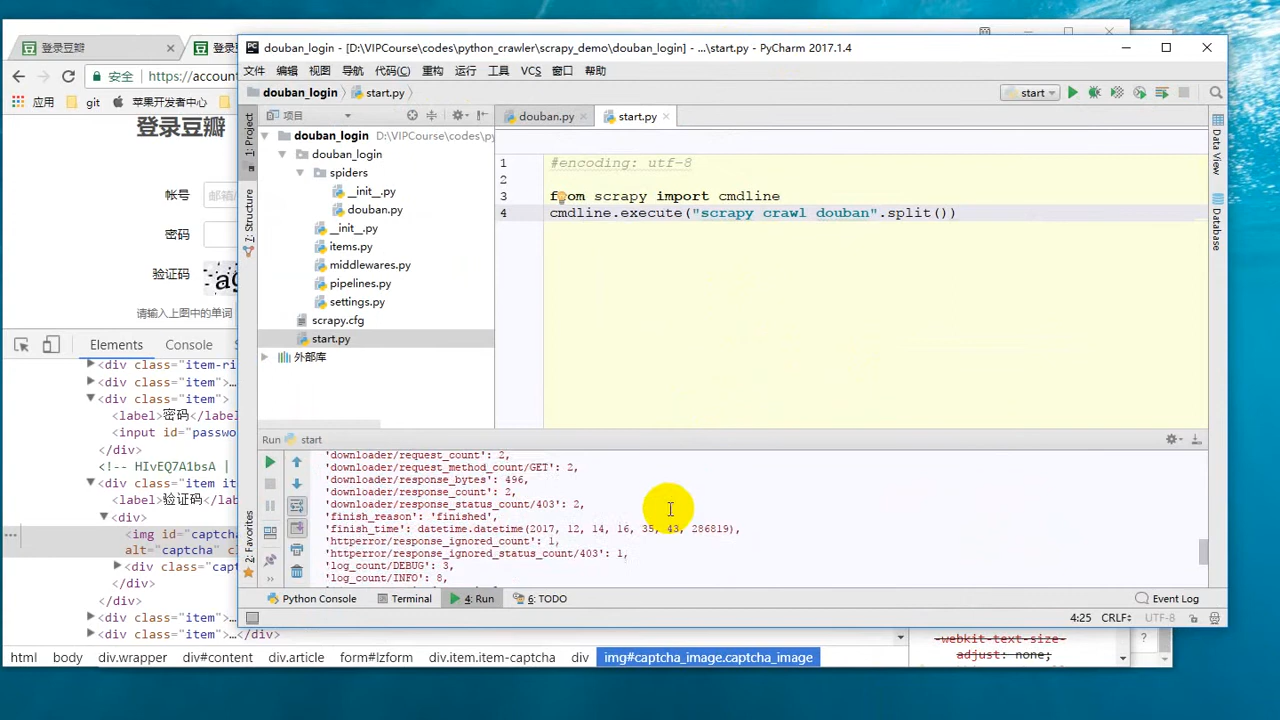 登录豆瓣
登录
安全
https://accoun
应用
git
苹果开发者中心
登录豆瓣
帐号
邮箱/
密码
验证码
请输入上图中的单词
Elements
Console
<div class="item-ri
<div class="item">…
<div class="item">
<label>密码</label>
<input id="passwo
</div>
<!-- HIvEQ7A1bsA |
<div class="item ite
<label>验证码</lab
<div>
<img id="captcha
alt="captcha" cl
<div class="capt
</div>
</div>
<div class="item">
<div class="item">…</div>
html
body
div.wrapper
div#content
div.article
form#lzform
div.item.item-captcha
div
img#captcha_image.captcha_image
-webkit-text-size-
adjust: none;
?
douban_login - [D:\VIPCourse\codes\python_crawler\scrapy_demo\douban_login] - ...\start.py - PyCharm 2017.1.4
文件 编辑 视图 导航 代码(C) 重构 运行 工具 VCS 窗口 帮助
douban_login
start.py
start
项目
douban.py
start.py
1: Project
7: Structure
2: Favorites
Data View
Database
douban_login D:\VIPCourse\codes\py
douban_login
spiders
__init__.py
douban.py
__init__.py
items.py
middlewares.py
pipelines.py
settings.py
scrapy.cfg
start.py
外部库
1 #encoding: utf-8
2
3 from scrapy import cmdline
4 cmdline.execute("scrapy crawl douban".split())
Run start
'downloader/request_count': 2,
'downloader/request_method_count/GET': 2,
'downloader/response_bytes': 496,
'downloader/response_count': 2,
'downloader/response_status_count/403': 2,
'finish_reason': 'finished',
'finish_time': datetime.datetime(2017, 12, 14, 16, 35, 43, 286819),
'httperror/response_ignored_count': 1,
'httperror/response_ignored_status_count/403': 1,
'log_count/DEBUG': 3,
'log_count/INFO': 8,
Python Console
Terminal
4: Run
6: TODO
Event Log
4:25
CRLF
UTF-8